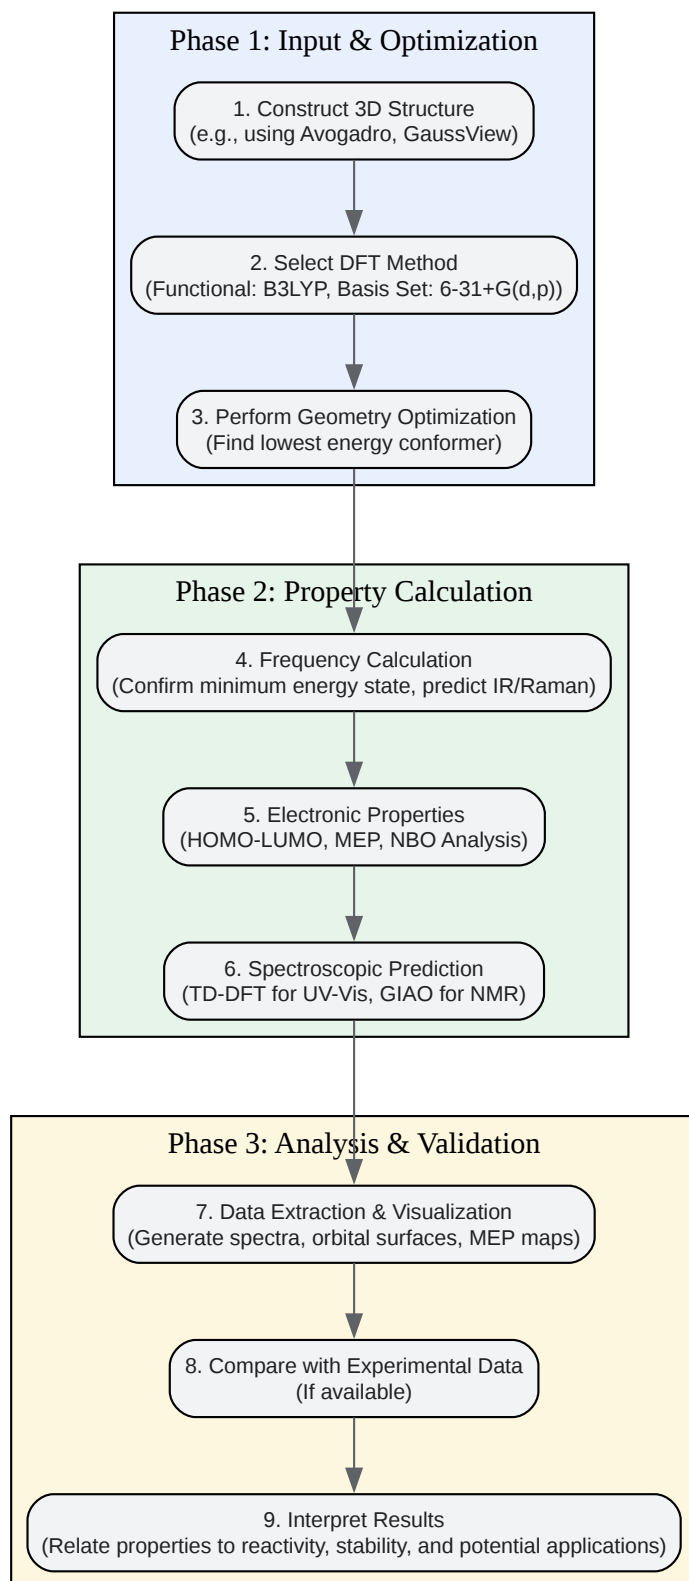 Phase 1: Input & Optimization
1. Construct 3D Structure
(e.g., using Avogadro, GaussView)
2. Select DFT Method
(Functional: B3LYP, Basis Set: 6-31+G(d,p))
3. Perform Geometry Optimization
(Find lowest energy conformer)
Phase 2: Property Calculation
4. Frequency Calculation
(Confirm minimum energy state, predict IR/Raman)
5. Electronic Properties
(HOMO-LUMO, MEP, NBO Analysis)
6. Spectroscopic Prediction
(TD-DFT for UV-Vis, GIAO for NMR)
Phase 3: Analysis & Validation
7. Data Extraction & Visualization
(Generate spectra, orbital surfaces, MEP maps)
8. Compare with Experimental Data
(If available)
9. Interpret Results
(Relate properties to reactivity, stability, and potential applications)